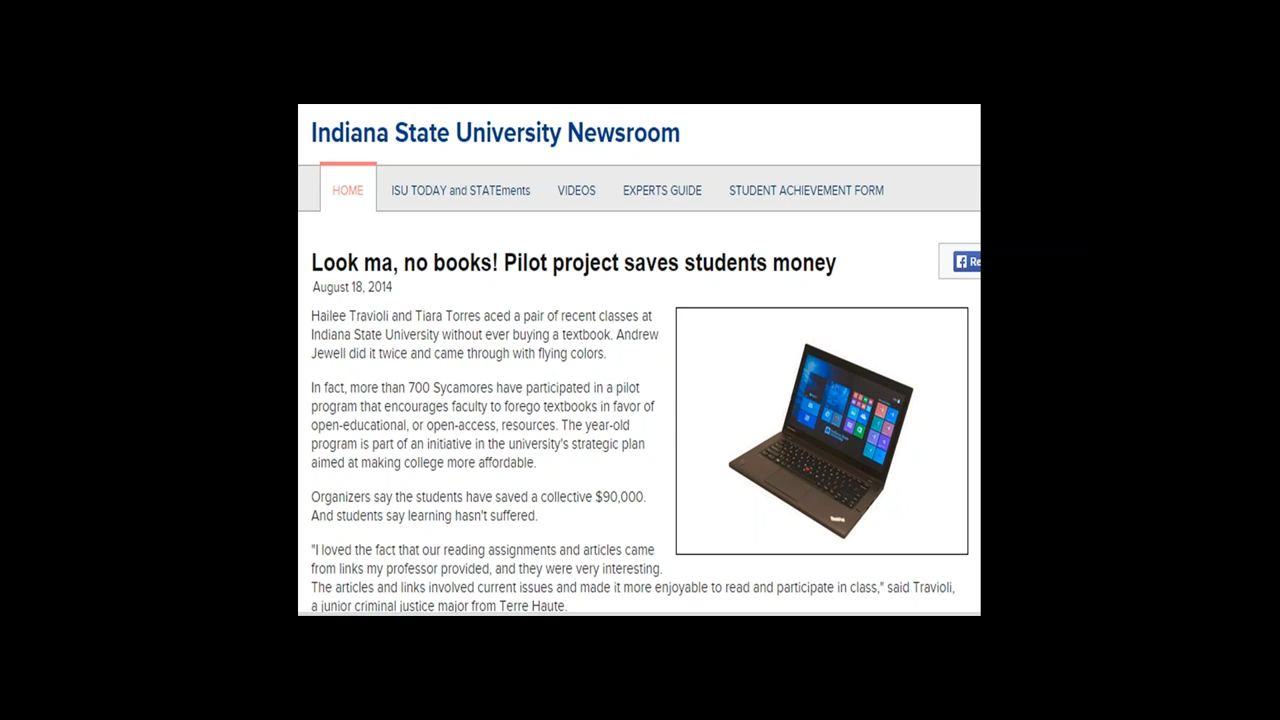 Indiana State University Newsroom
HOME ISU TODAY and STATEments VIDEOS EXPERTS GUIDE STUDENT ACHIEVEMENT FORM
Look ma, no books! Pilot project saves students money
August 18, 2014
Hailee Travioli and Tiara Torres aced a pair of recent classes at
Indiana State University without ever buying a textbook. Andrew
Jewell did it twice and came through with flying colors.
In fact, more than 700 Sycamores have participated in a pilot
program that encourages faculty to forego textbooks in favor of
open-educational, or open-access, resources. The year-old
program is part of an initiative in the university's strategic plan
aimed at making college more affordable.
Organizers say the students have saved a collective $90,000.
And students say learning hasn't suffered.
"I loved the fact that our reading assignments and articles came
from links my professor provided, and they were very interesting.
The articles and links involved current issues and made it more enjoyable to read and participate in class," said Travioli,
a junior criminal justice major from Terre Haute.